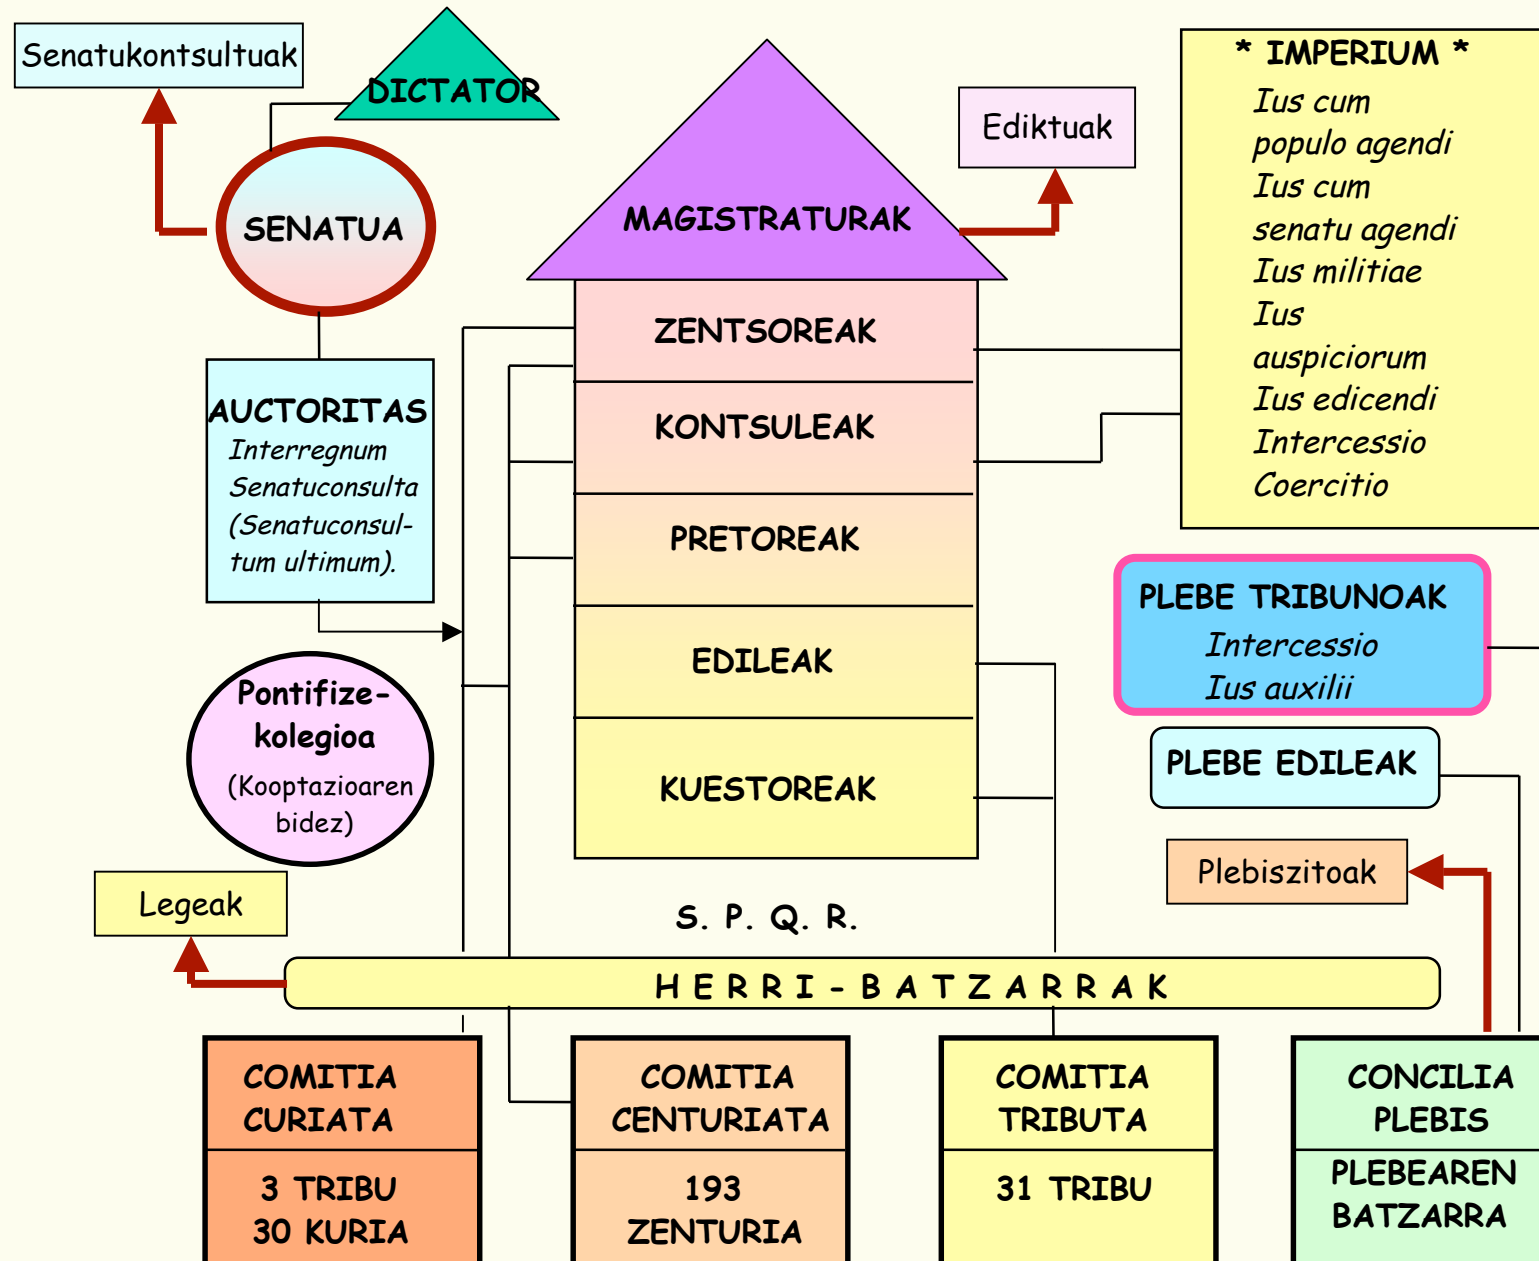 Senatukontsultuak
DICTATOR
SENATUA
AUCTORITAS
Interregnum
Senatuconsulta
(Senatuconsul-
tum ultimum).
Pontifize-
kolegioa
(Kooptazioaren
bidez)
Legeak
MAGISTRATURAK
ZENTSOREAK
KONTSULEAK
PRETOREAK
EDILEAK
KUESTOREAK
S. P. Q. R.
Ediktuak
* IMPERIUM *
Ius cum
populo agendi
Ius cum
senatu agendi
Ius militiae
Ius
auspiciorum
Ius edicendi
Intercessio
Coercitio
PLEBE TRIBUNOAK
Intercessio
Ius auxilii
PLEBE EDILEAK
Plebiszitoak
HERRI-BATZARRAK
COMITIA
CURIATA
3 TRIBU
30 KURIA
COMITIA
CENTURIATA
193
ZENTURIA
COMITIA
TRIBUTA
31 TRIBU
CONCILIA
PLEBIS
PLEBEAREN
BATZARRA